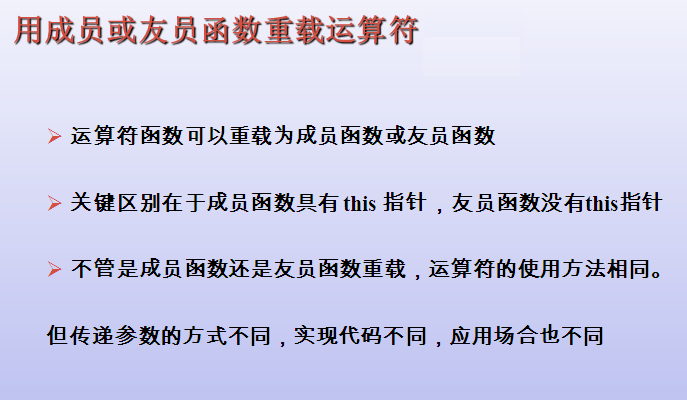 用成员或友员函数重载运算符
运算符函数可以重载为成员函数或友员函数
关键区别在于成员函数具有this 指针，友员函数没有this指针
不管是成员函数还是友员函数重载，运算符的使用方法相同。
但传递参数的方式不同，实现代码不同，应用场合也不同